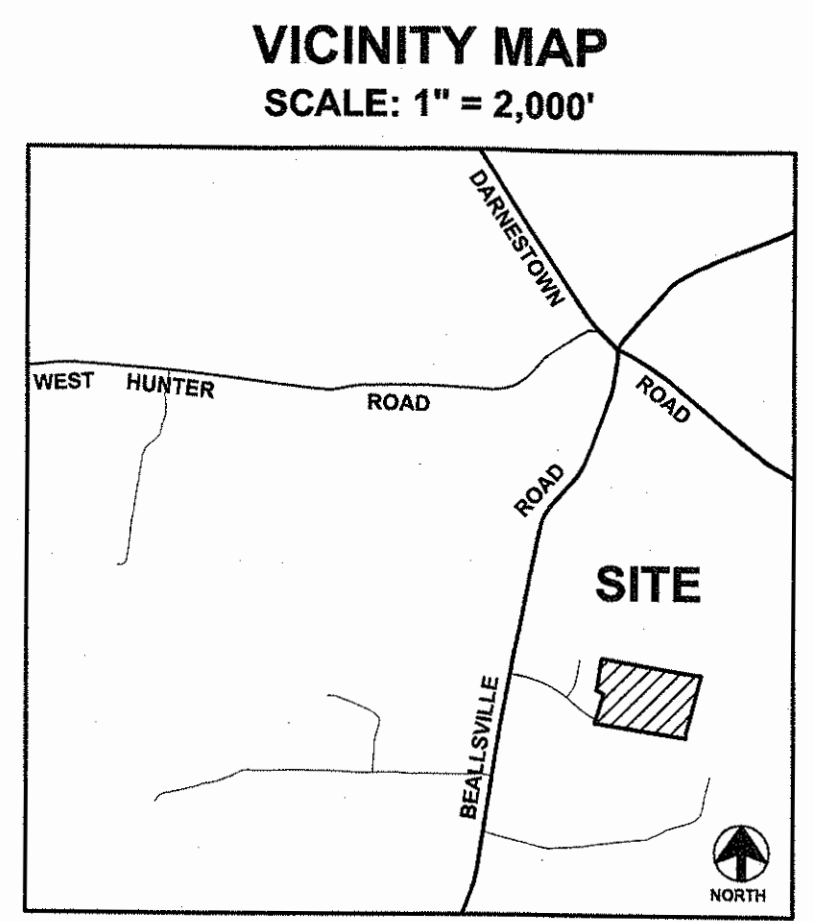 VICINITY MAP
SCALE: 1" = 2,000'
DARNESTOWN
ROAD
WEST HUNTER ROAD
ROAD
SITE
BEALLSVILLE
NORTH